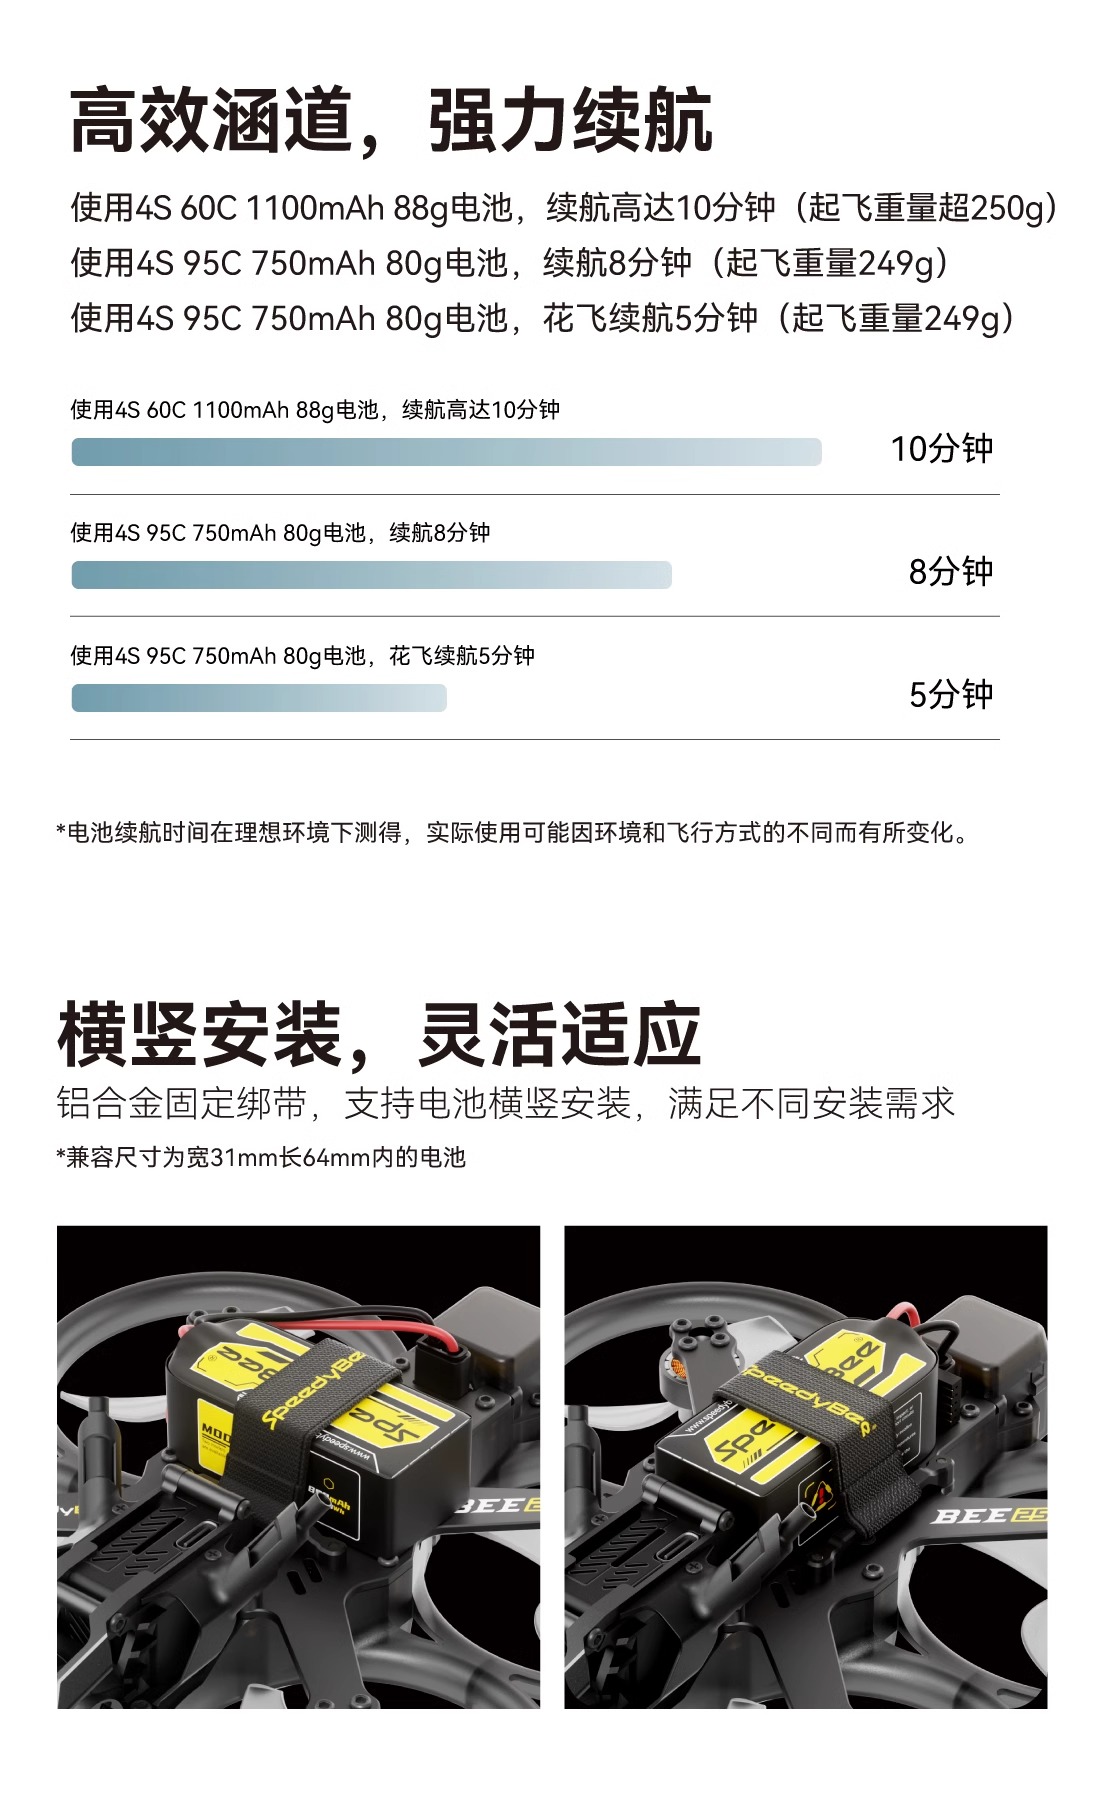 高效涵道，强力续航
使用4S 60C 1100mAh 88g电池，续航高达10分钟（起飞重量超250g）
使用4S 95C 750mAh 80g电池，续航8分钟（起飞重量249g）
使用4S 95C 750mAh 80g电池，花飞续航5分钟（起飞重量249g）
使用4S 60C 1100mAh 88g电池，续航高达10分钟
10分钟
使用4S 95C 750mAh 80g电池，续航8分钟
8分钟
使用4S 95C 750mAh 80g电池，花飞续航5分钟
5分钟
*电池续航时间在理想环境下测得，实际使用可能因环境和飞行方式的不同而有所变化。
横竖安装，灵活适应
铝合金固定绑带，支持电池横竖安装，满足不同安装需求
*兼容尺寸为宽31mm长64mm内的电池
SpeedyBee
Spe
www.speedyb
BEE
SpeedyBee
Spe
www.speedyb
BEE25